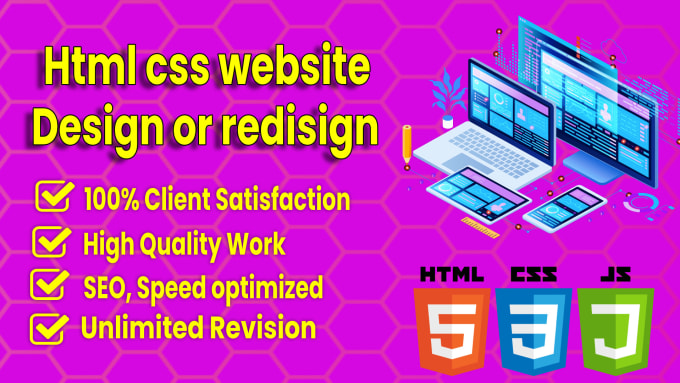 Html css website
Design or redisign
100% Client Satisfaction
High Quality Work
SEO, Speed optimized
Unlimited Revision
HTML CSS JS
5 3 J